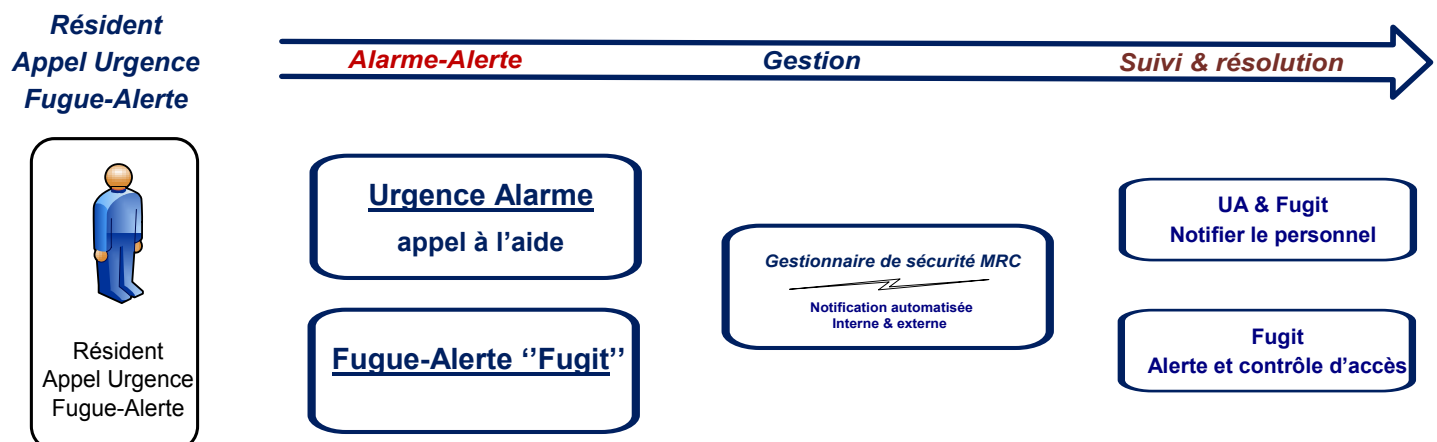 Résident
Appel Urgence
Fugue-Alerte
Alarme-Alerte
Gestion
Suivi & résolution
Résident
Appel Urgence
Fugue-Alerte
Urgence Alarme
appel à l’aide
Fugue-Alerte ‘‘Fugit’’
Gestionnaire de sécurité MRC
Notification automatisée
Interne & externe
UA & Fugit
Notifier le personnel
Fugit
Alerte et contrôle d’accès